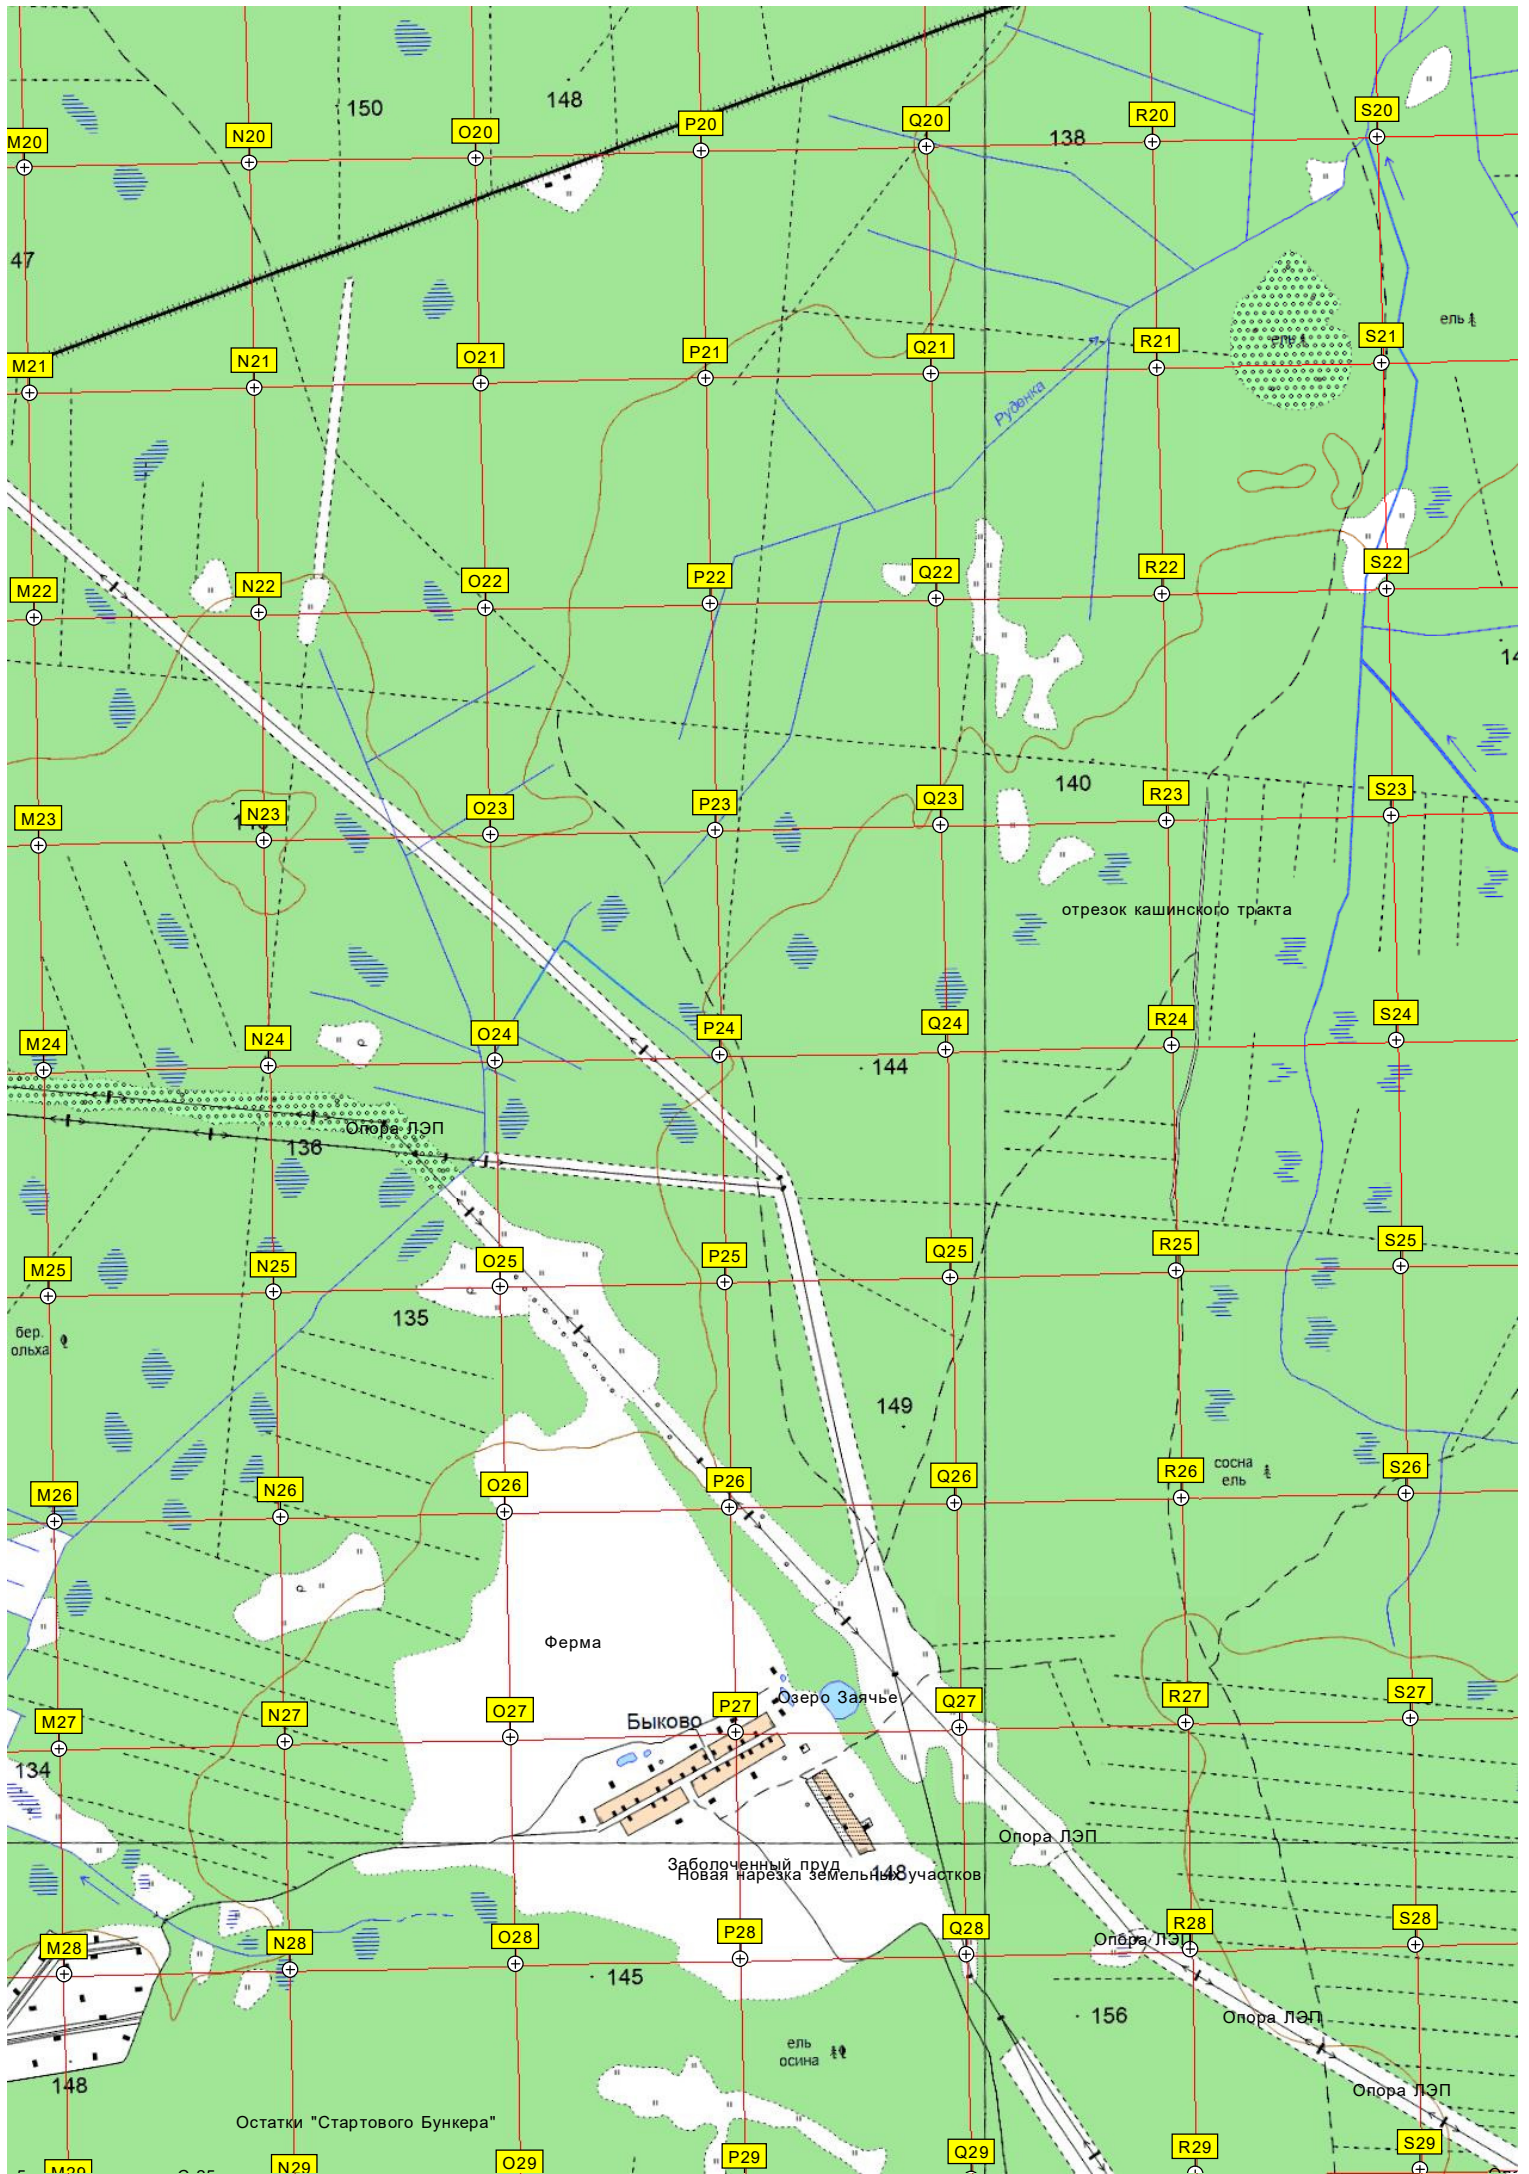 150
148
138
M20
N20
O20
P20
Q20
R20
S20
47
M21
N21
O21
P21
Q21
R21
S21
ель
ель
Руденка
M22
N22
O22
P22
Q22
R22
S22
140
M23
N23
O23
P23
Q23
R23
S23
отрезок кашинского тракта
M24
N24
O24
P24
Q24
R24
S24
144
136
Опора ЛЭП
M25
N25
O25
P25
Q25
R25
S25
135
бер.
ольха
149
M26
N26
O26
P26
Q26
R26
S26
сосна
ель
Ферма
Озеро Заячье
Быково
M27
N27
O27
P27
Q27
R27
S27
134
Опора ЛЭП
Заболоченный пруд
Новая нарезка земельных участков
148
M28
N28
O28
P28
Q28
R28
S28
Опора ЛЭП
145
156
Опора ЛЭП
ель
осина
148
Опора ЛЭП
Остатки "Стартового Бункера"
M29
N29
O29
P29
Q29
R29
S29